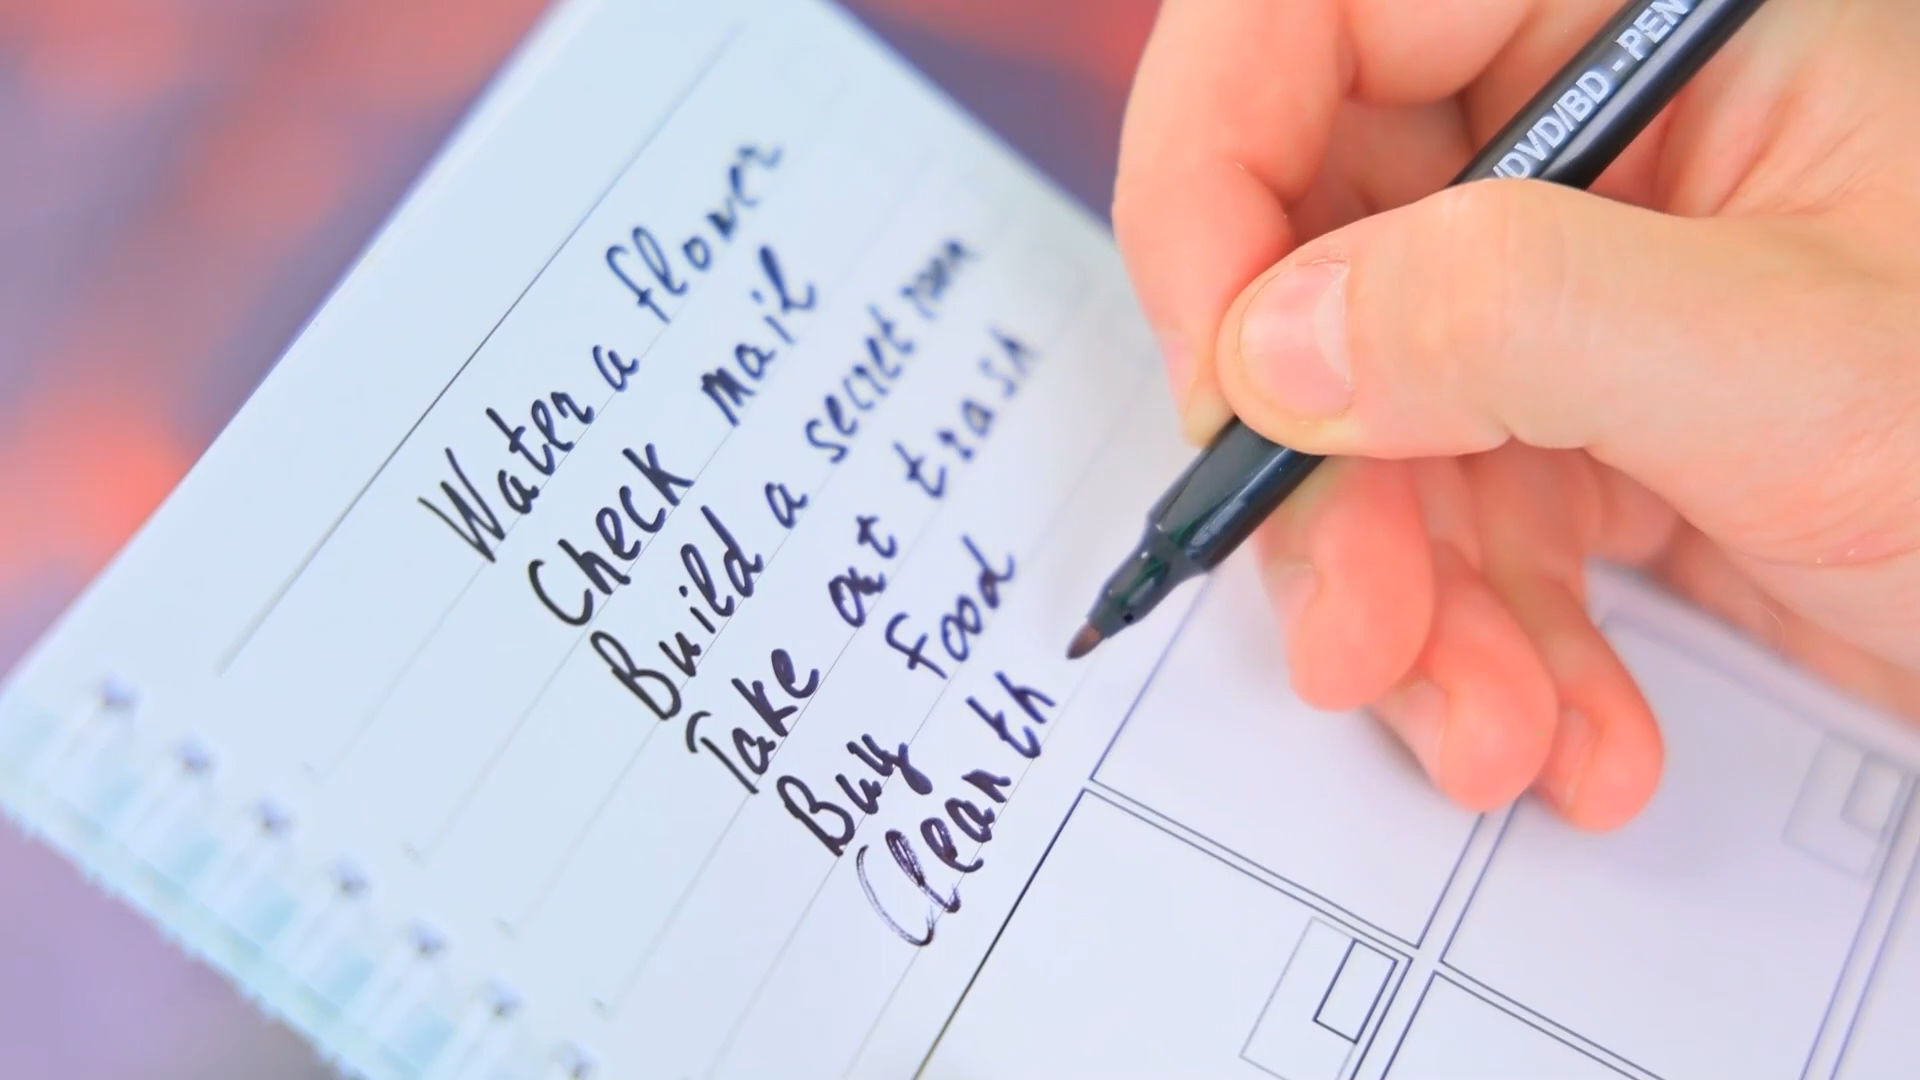 /DVD/BD - PEN
Water a flower
Check mail
Build a secret room
Take out trash
Buy food
Clean th